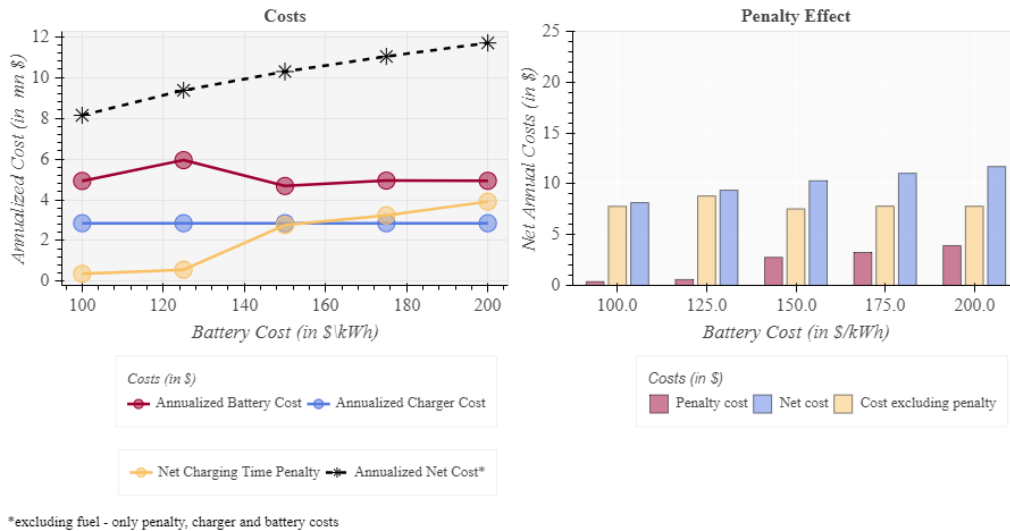 Costs
Annualized Cost (in mn $)
12
10
8
6
4
2
0
100
120
140
160
180
200
Battery Cost (in $\kWh)
Costs (in $)
Annualized Battery Cost
Annualized Charger Cost
Net Charging Time Penalty
Annualized Net Cost*
Penalty Effect
Net Annual Costs (in $)
25
20
15
10
5
0
100.0
125.0
150.0
175.0
200.0
Battery Cost (in $/kWh)
Costs (in $)
Penalty cost
Net cost
Cost excluding penalty
*excluding fuel - only penalty, charger and battery costs